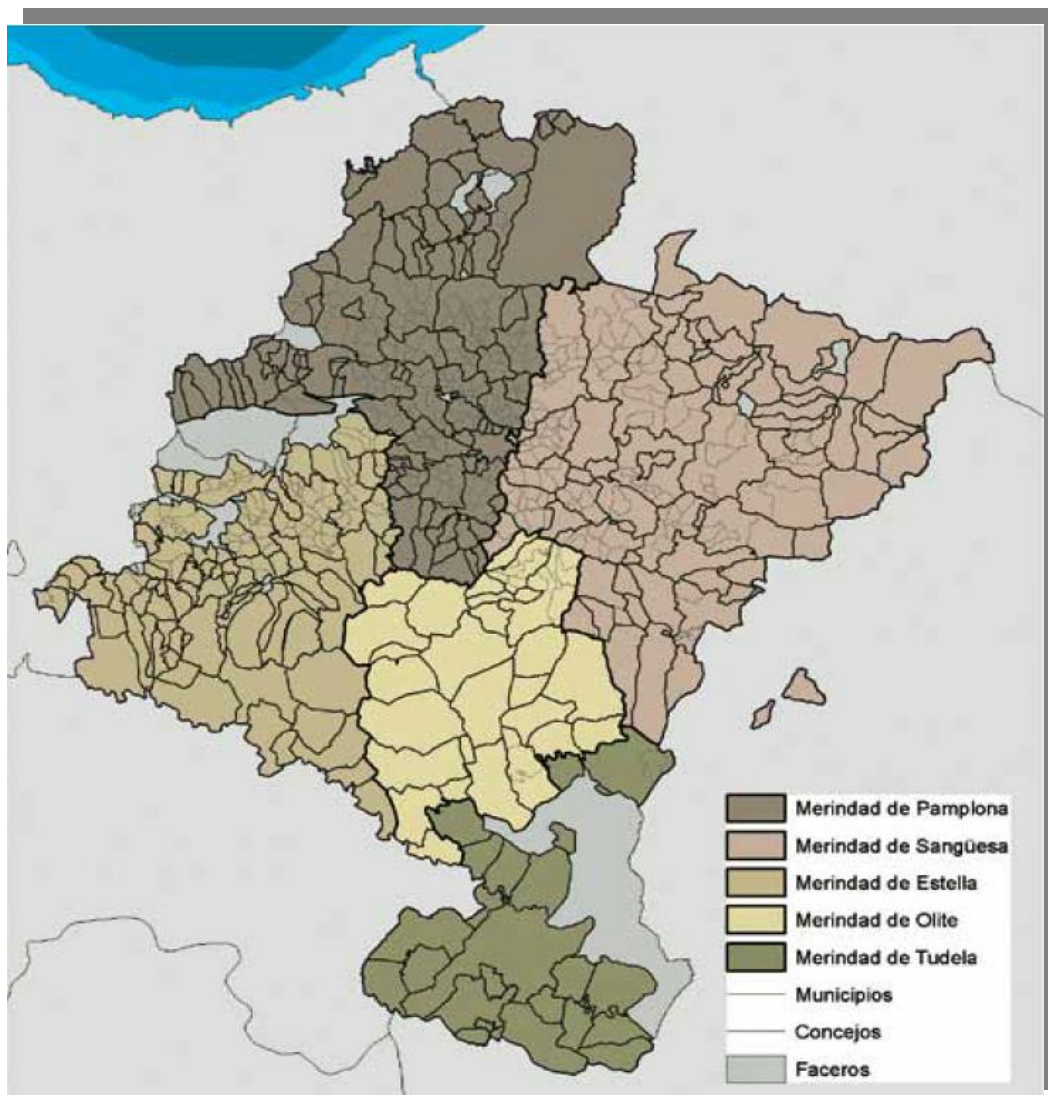 Merindad de Pamplona
Merindad de Sangüesa
Merindad de Estella
Merindad de Olite
Merindad de Tudela
Municipios
Concejos
Faceros